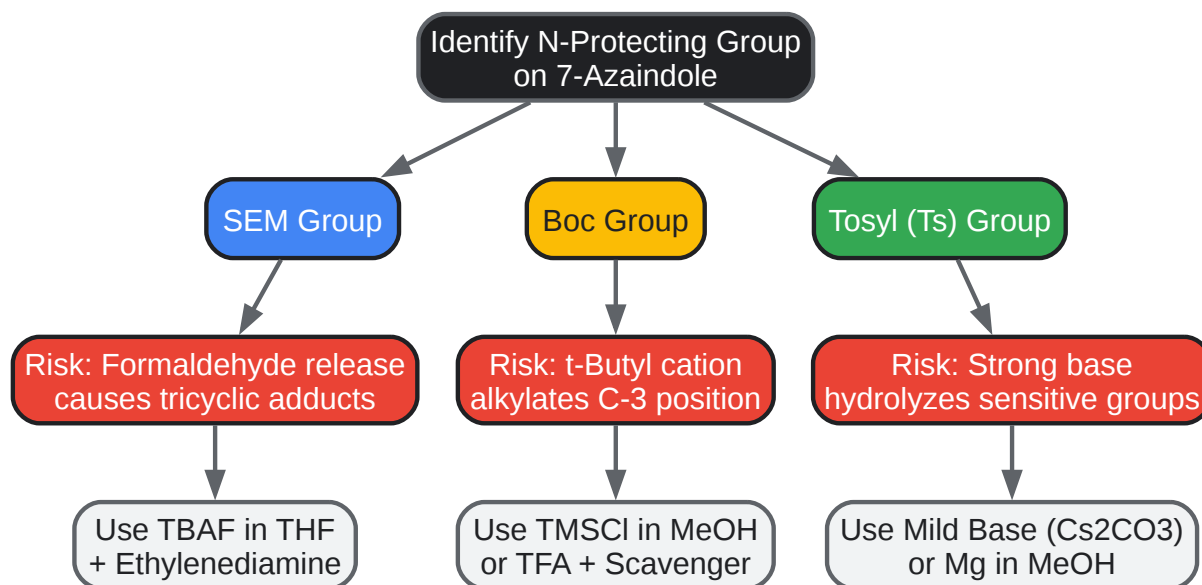 Identify N-Protecting Group
on 7-Azaindole
SEM Group
Boc Group
Tosyl (Ts) Group
Risk: Formaldehyde release
causes tricyclic adducts
Risk: t-Butyl cation
alkylates C-3 position
Risk: Strong base
hydrolyzes sensitive groups
Use TBAF in THF
+ Ethylenediamine
Use TMSCl in MeOH
or TFA + Scavenger
Use Mild Base (Cs2CO3)
or Mg in MeOH